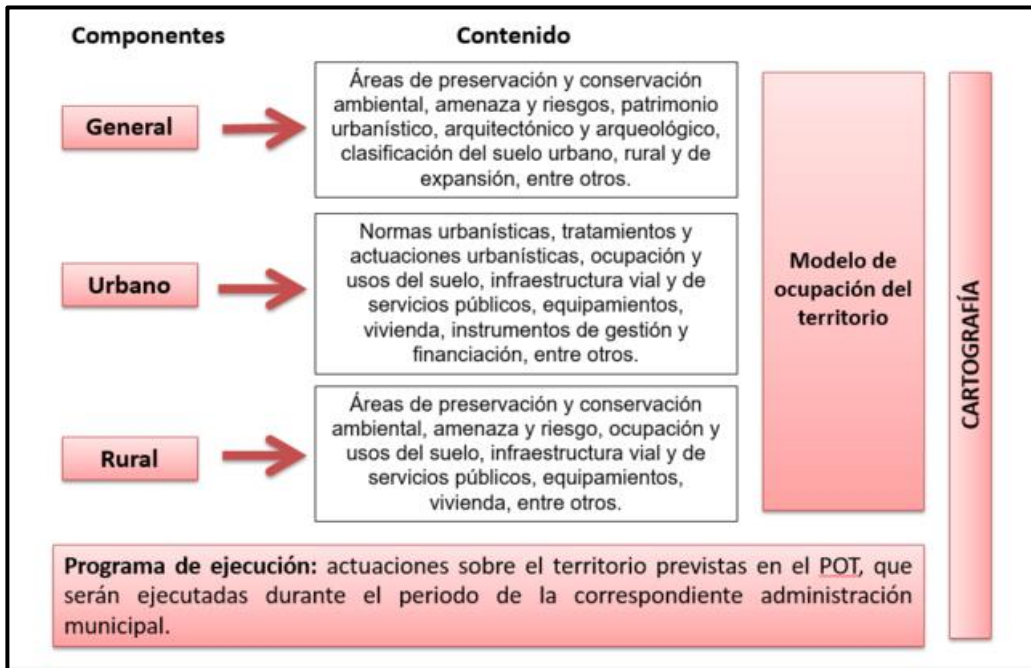 Componentes
Contenido
General
Áreas de preservación y conservación
ambiental, amenaza y riesgos, patrimonio
urbanístico, arquitectónico y arqueológico,
clasificación del suelo urbano, rural y de
expansión, entre otros.
Urbano
Normas urbanísticas, tratamientos y
actuaciones urbanísticas, ocupación y
usos del suelo, infraestructura vial y de
servicios públicos, equipamientos,
vivienda, instrumentos de gestión y
financiación, entre otros.
Rural
Áreas de preservación y conservación
ambiental, amenaza y riesgo, ocupación y
usos del suelo, infraestructura vial y de
servicios públicos, equipamientos,
vivienda, entre otros.
Modelo de
ocupación del
territorio
CARTOGRAFÍA
Programa de ejecución: actuaciones sobre el territorio previstas en el POT, que
serán ejecutadas durante el periodo de la correspondiente administración
municipal.